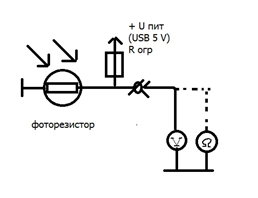 + U пит
(USB 5 V)
R огр
фоторезистор
V
Ω